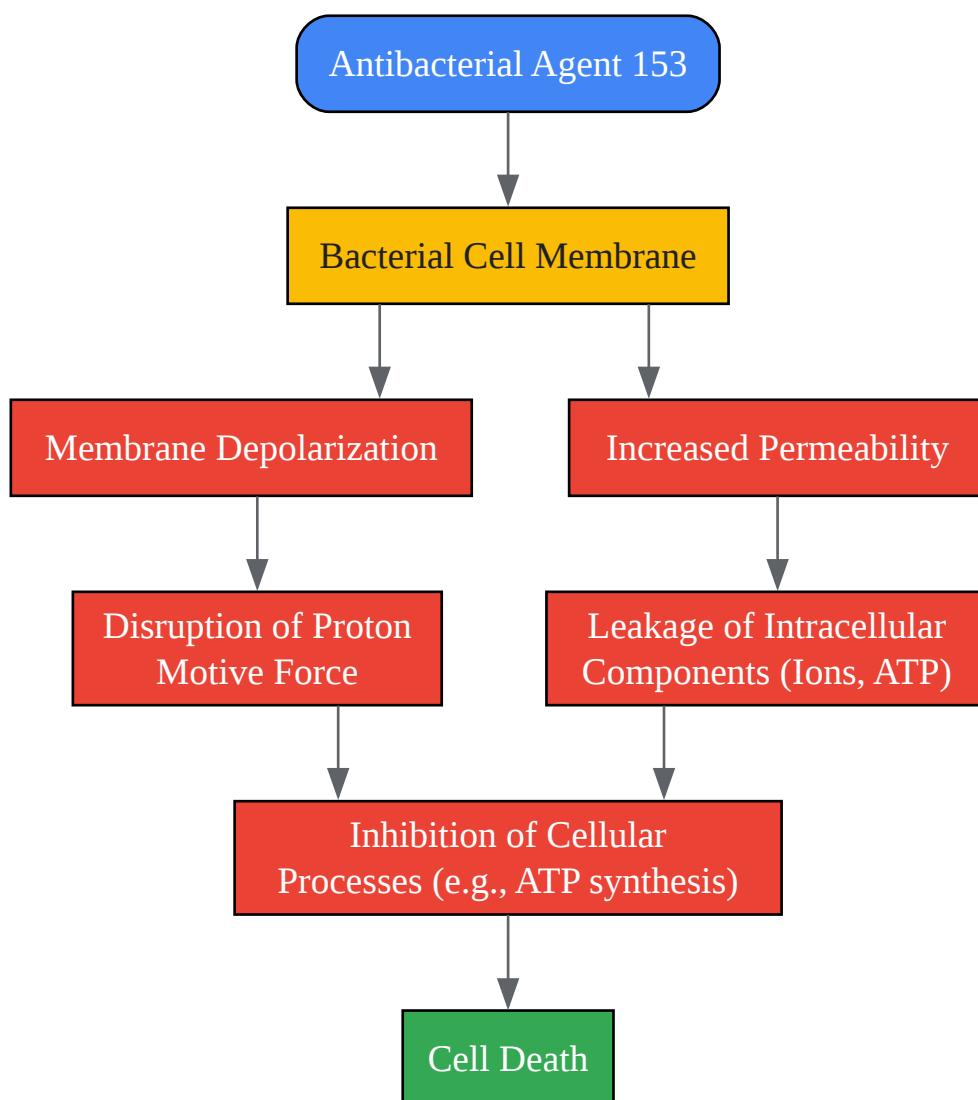 Antibacterial Agent 153
Bacterial Cell Membrane
Membrane Depolarization
Increased Permeability
Disruption of Proton
Motive Force
Leakage of Intracellular
Components (Ions, ATP)
Inhibition of Cellular
Processes (e.g., ATP synthesis)
Cell Death